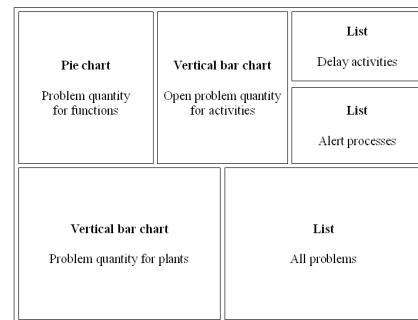 Pie chart
Problem quantity
for functions
Vertical bar chart
Open problem quantity
for activities
List
Delay activities
List
Alert processes
Vertical bar chart
Problem quantity for plants
List
All problems